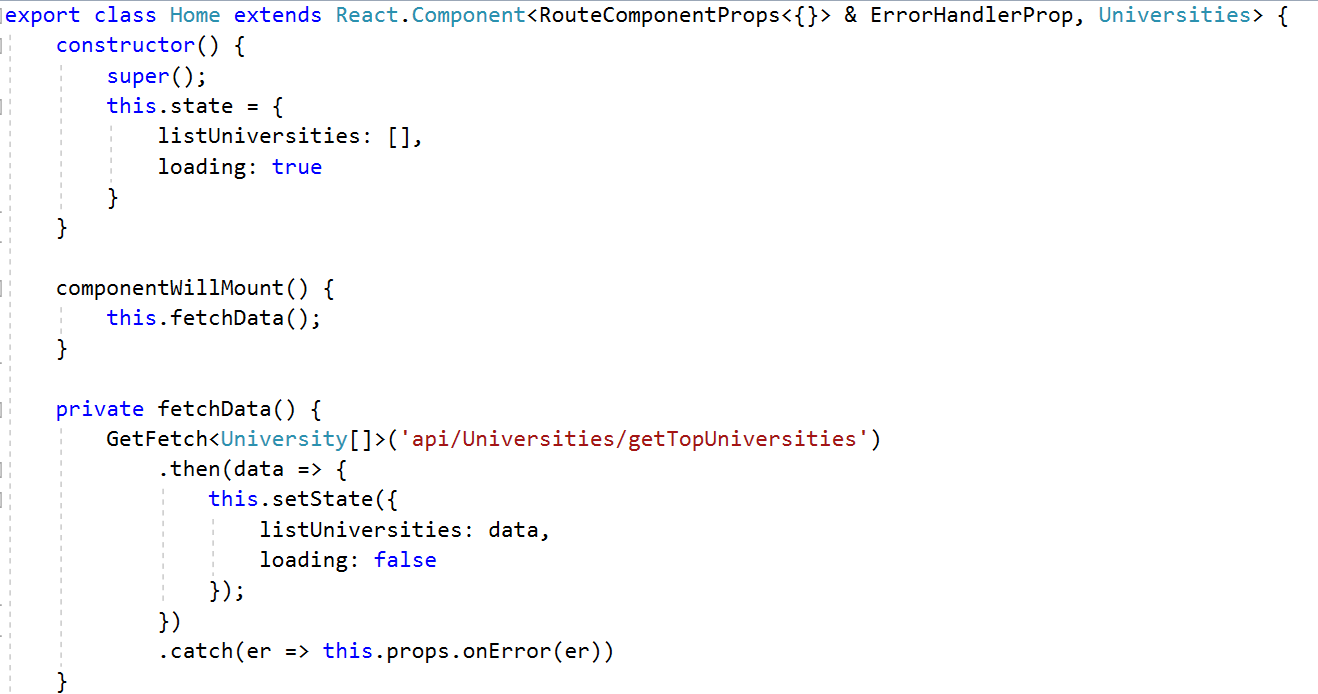 export class Home extends React.Component<RouteComponentProps<{}> & ErrorHandlerProp, Universities> {
    constructor() {
        super();
        this.state = {
            listUniversities: [],
            loading: true
        }
    }

    componentWillMount() {
        this.fetchData();
    }

    private fetchData() {
        GetFetch<University[]>('api/Universities/getTopUniversities')
            .then(data => {
                this.setState({
                    listUniversities: data,
                    loading: false
                });
            })
            .catch(er => this.props.onError(er))
    }